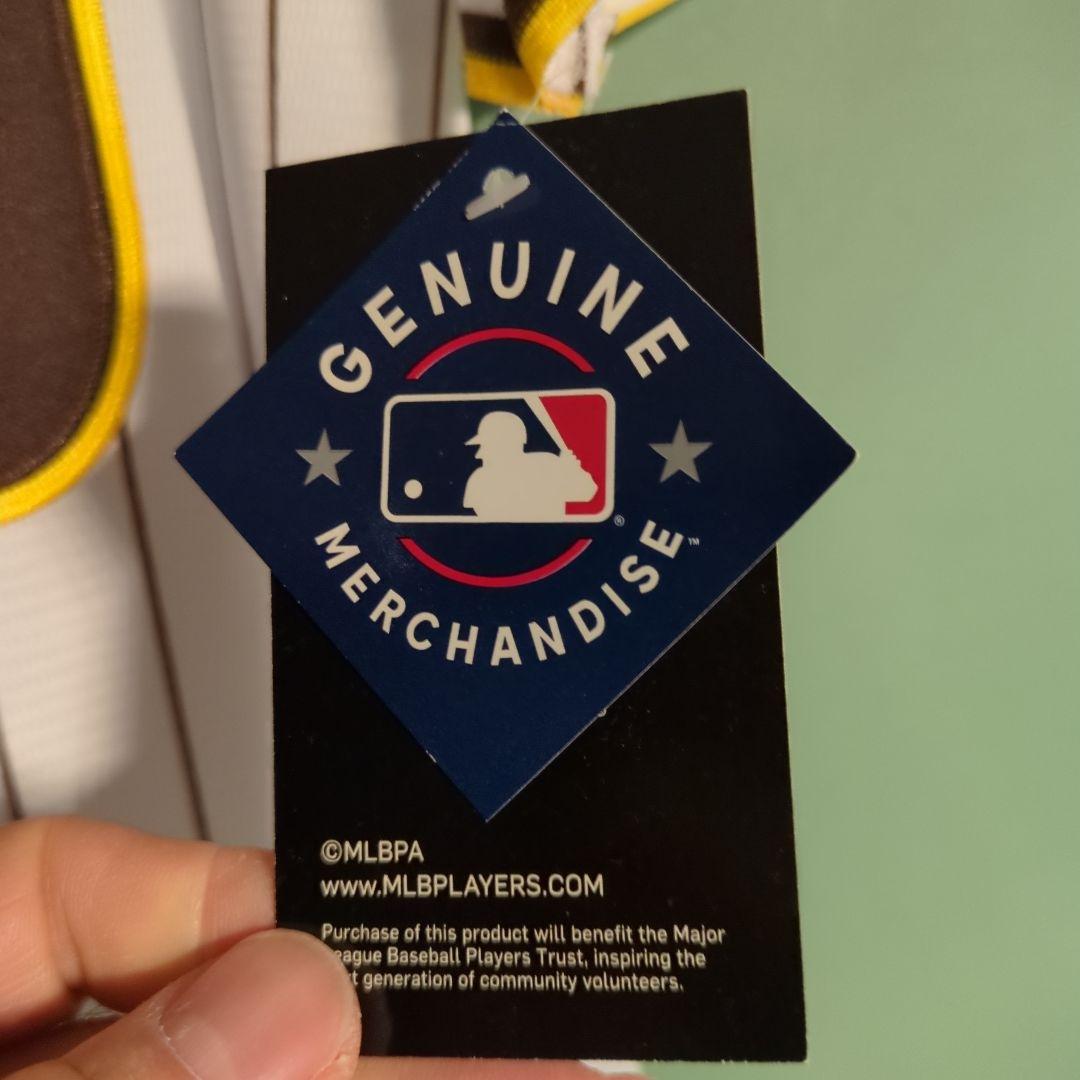 GENUINE
®
MERCHANDISE™
©MLBPA
www.MLBPLAYERS.COM
Purchase of this product will benefit the Major
eague Baseball Players Trust, inspiring the
t generation of community volunteers.